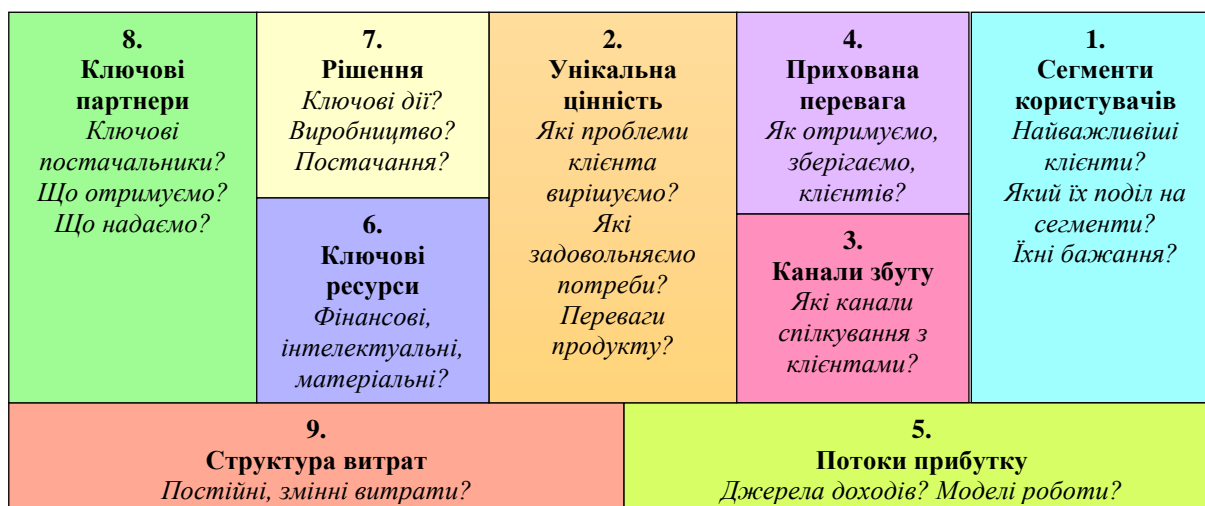 8.
Ключові
партнери
Ключові
постачальники?
Що отримуємо?
Що надаємо?
7.
Рішення
Ключові дії?
Виробництво?
Постачання?
6.
Ключові
ресурси
Фінансові,
інтелектуальні,
матеріальні?
2.
Унікальна
цінність
Які проблеми
клієнта
вирішуємо?
Які
задовольняємо
потреби?
Переваги
продукту?
4.
Прихована
перевага
Як отримуємо,
зберігаємо,
клієнтів?
3.
Канали збуту
Які канали
спілкування з
клієнтами?
1.
Сегменти
користувачів
Найважливіші
клієнти?
Який їх поділ на
сегменти?
Їхні бажання?
9.
Структура витрат
Постійні, змінні витрати?
5.
Потоки прибутку
Джерела доходів? Моделі роботи?